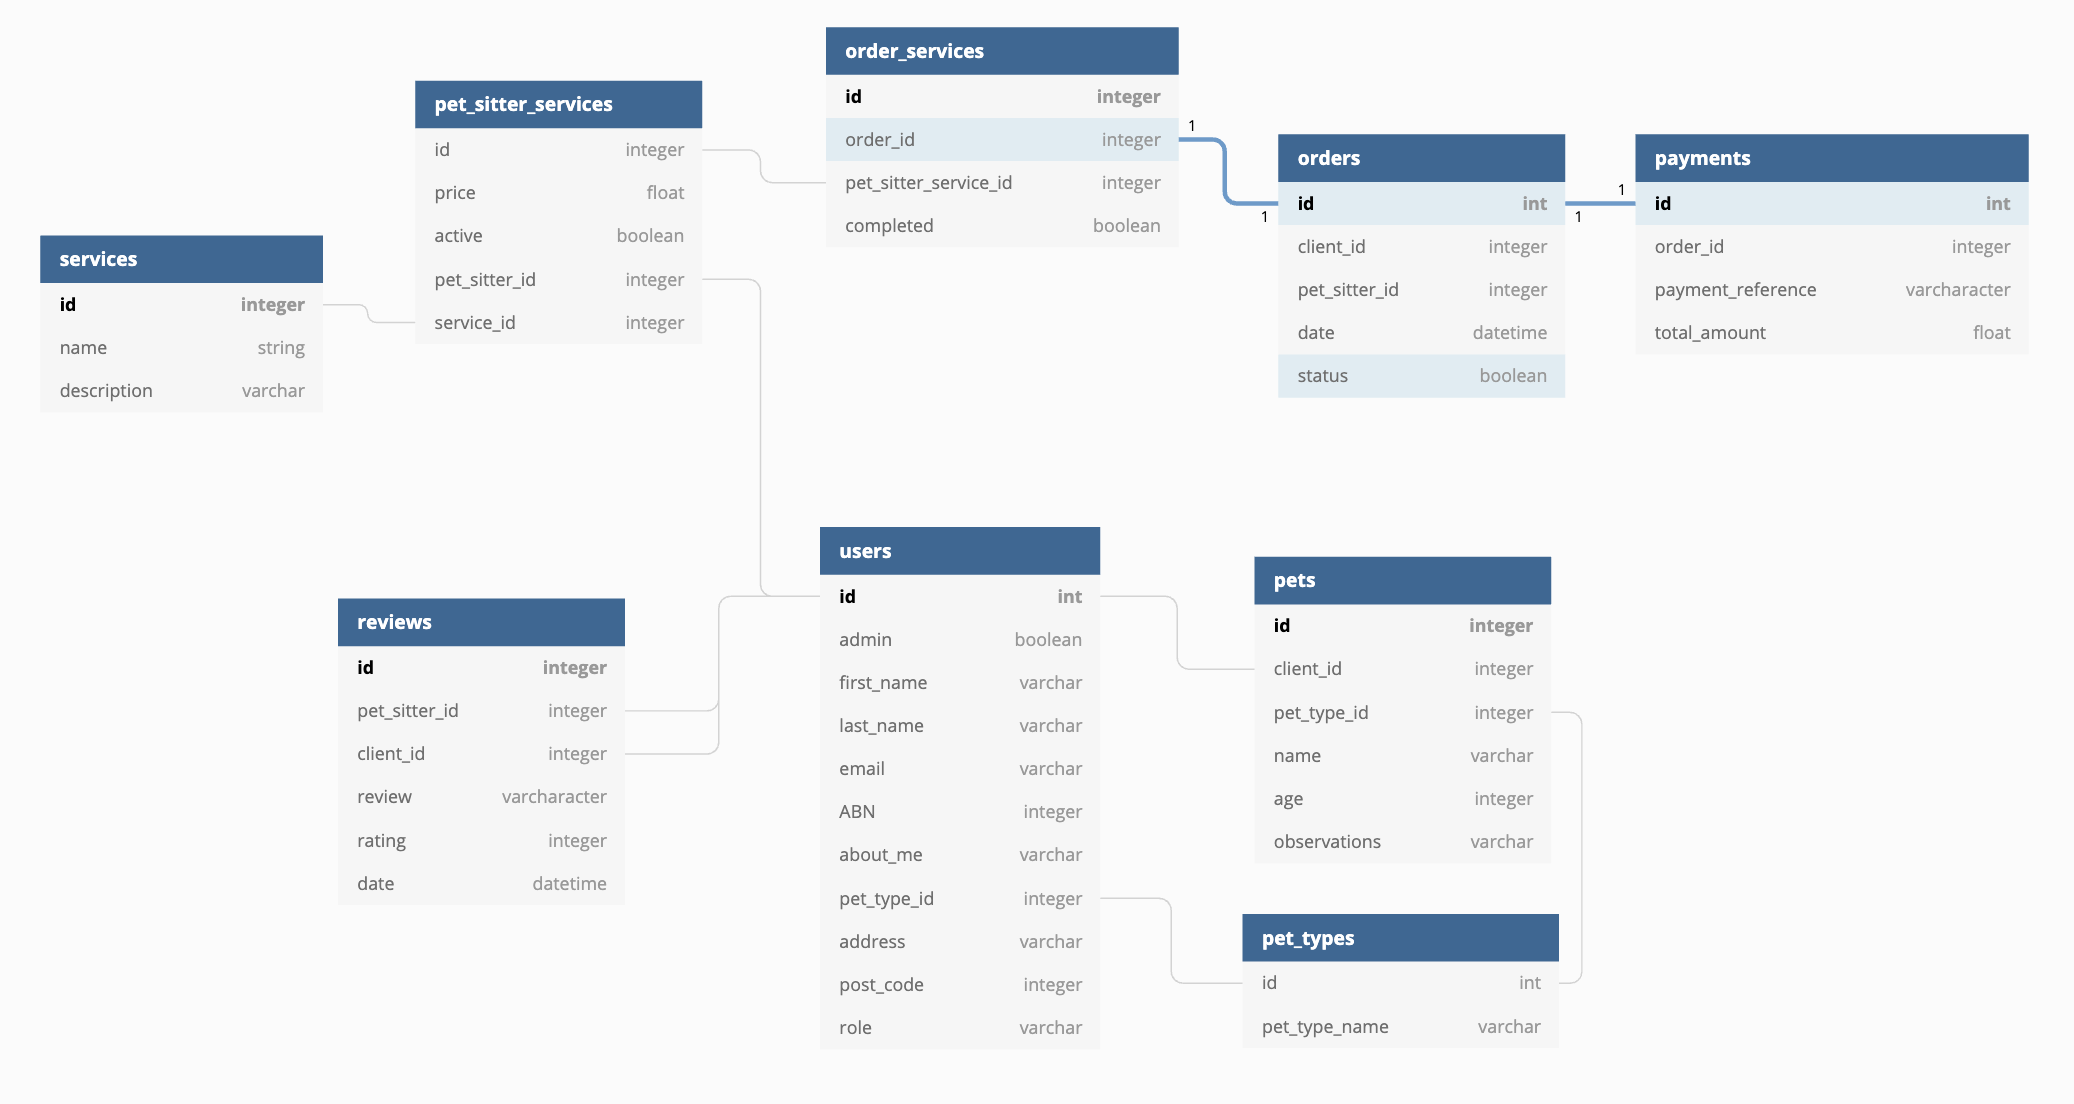 order_services
id integer
order_id integer
pet_sitter_service_id integer
completed boolean
pet_sitter_services
id integer
price float
active boolean
pet_sitter_id integer
service_id integer
services
id integer
name string
description varchar
1
1
orders
id int
client_id integer
pet_sitter_id integer
date datetime
status boolean
1
1
payments
id int
order_id integer
payment_reference varcharacter
total_amount float
users
id int
admin boolean
first_name varchar
last_name varchar
email varchar
ABN integer
about_me varchar
pet_type_id integer
address varchar
post_code integer
role varchar
reviews
id integer
pet_sitter_id integer
client_id integer
review varcharacter
rating integer
date datetime
pets
id integer
client_id integer
pet_type_id integer
name varchar
age integer
observations varchar
pet_types
id int
pet_type_name varchar